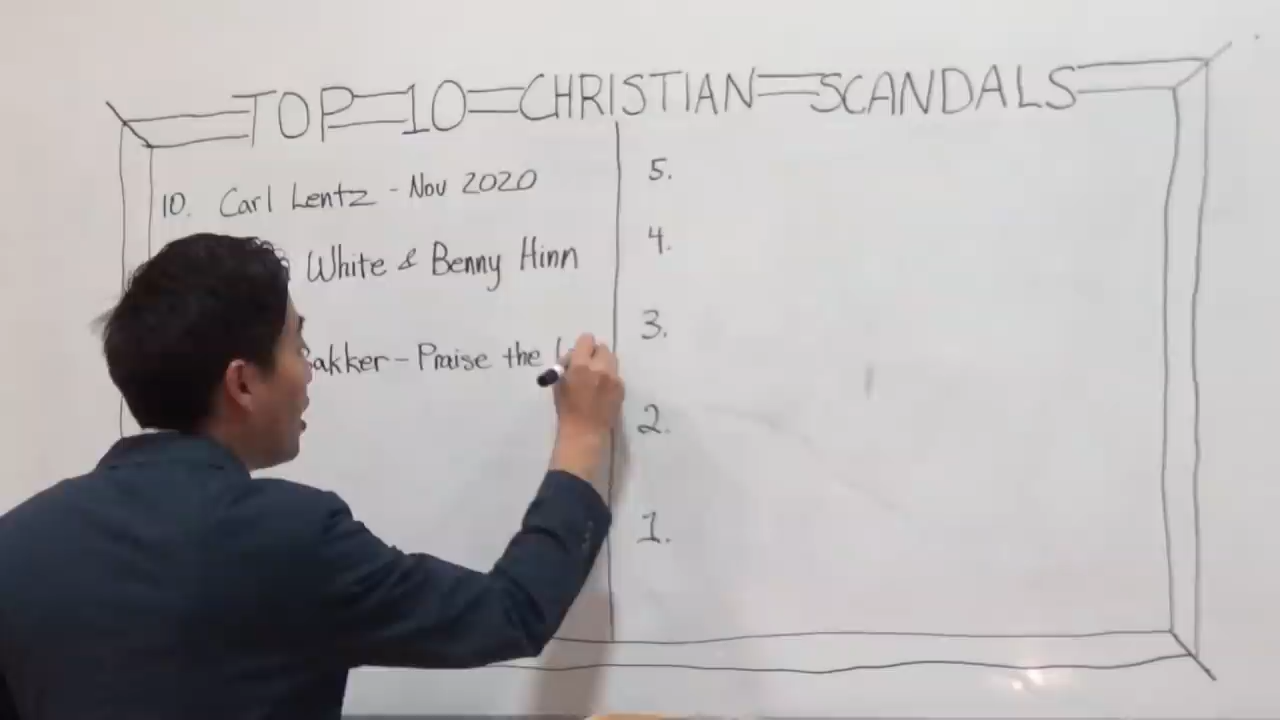 TOP 10 CHRISTIAN SCANDALS
10. Carl Lentz - Nov 2020
White & Benny Hinn
akker - Praise the
5.
4.
3.
2.
1.